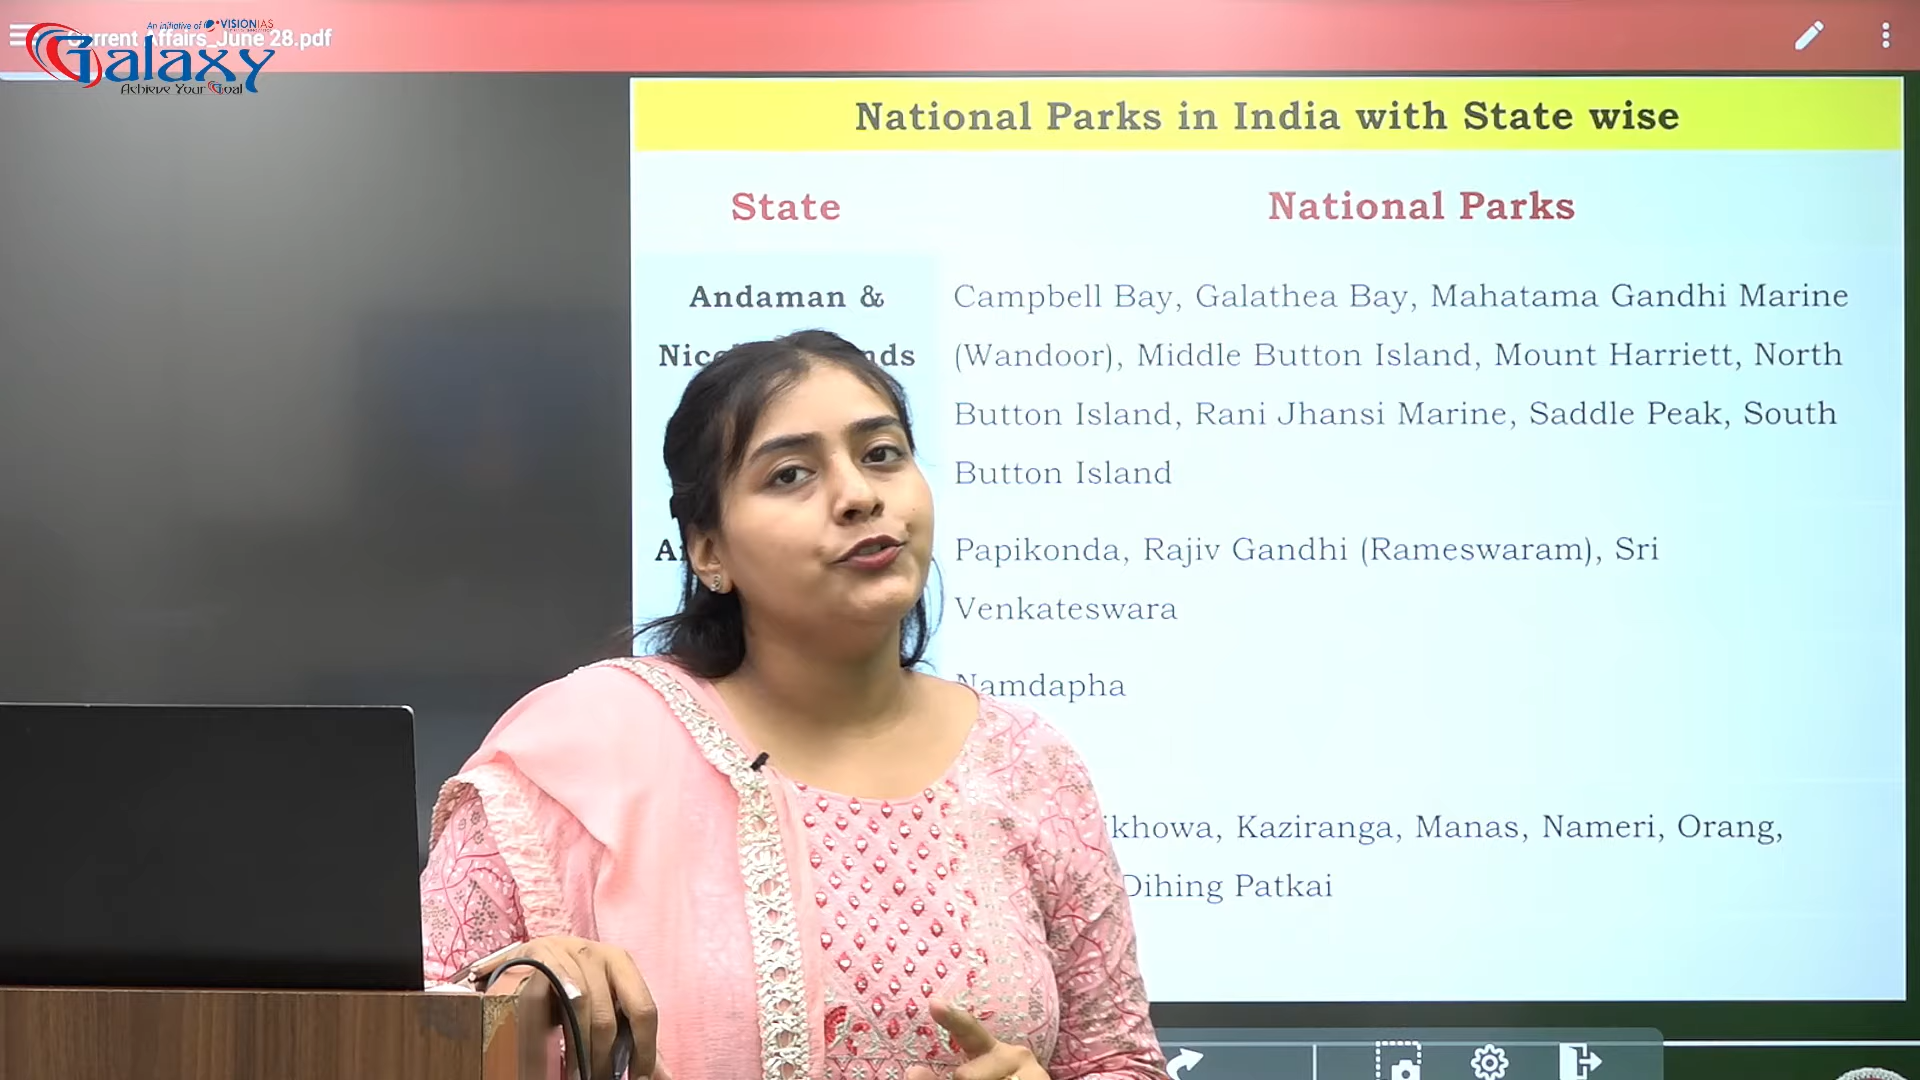 An initiative of VISIONIAS
Current Affairs_June 28.pdf
Galaxy
Achieve Your Goal
National Parks in India with State wise
State National Parks
Andaman & Campbell Bay, Galathea Bay, Mahatama Gandhi Marine
(Wandoor), Middle Button Island, Mount Harriett, North
Button Island, Rani Jhansi Marine, Saddle Peak, South
Button Island
Papikonda, Rajiv Gandhi (Rameswaram), Sri
Venkateswara
Namdapha
Kaziranga, Manas, Nameri, Orang,
Dihing Patkai